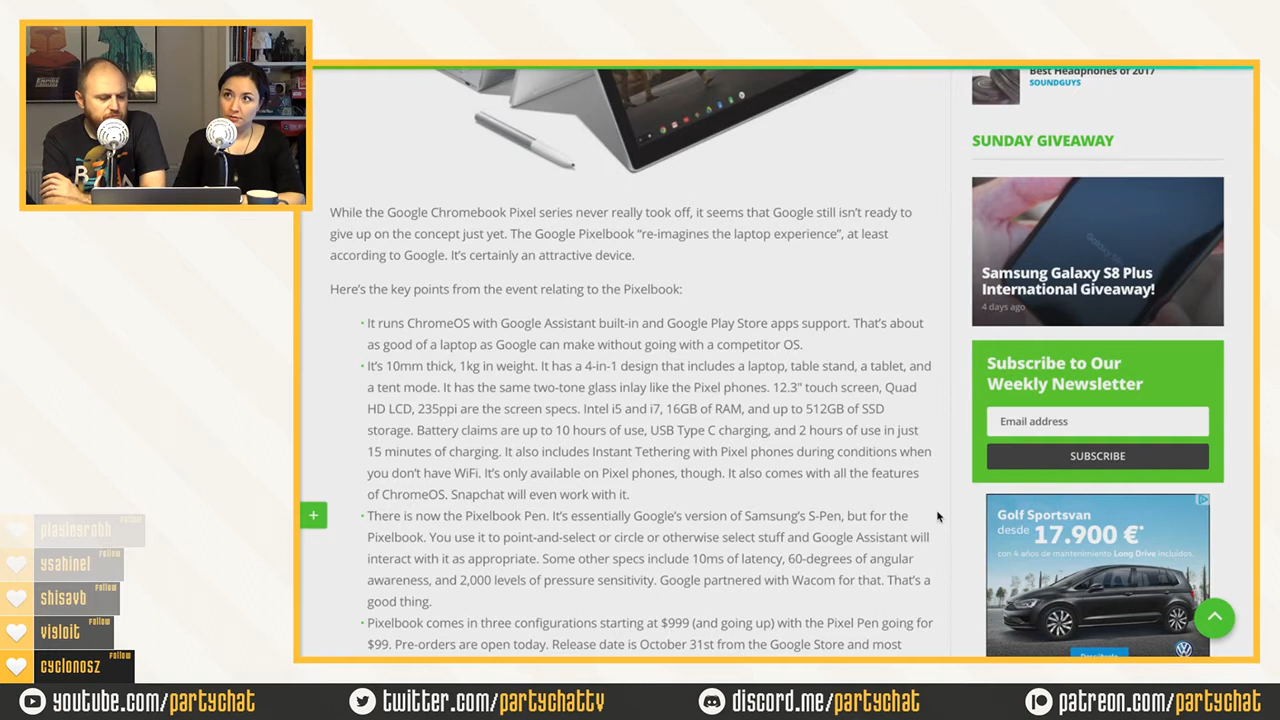 Best Headphones of 2017
SOUNDGUYS
SUNDAY GIVEAWAY
Samsung Galaxy S8 Plus
International Giveaway!
4 days ago
Subscribe to Our
Weekly Newsletter
Email address
SUBSCRIBE
Golf Sportsvan
desde 17.900 €*
con 4 años de mantenimiento Long Drive incluidos.
While the Google Chromebook Pixel series never really took off, it seems that Google still isn't ready to
give up on the concept just yet. The Google Pixelbook “re-imagines the laptop experience”, at least
according to Google. It's certainly an attractive device.
Here's the key points from the event relating to the Pixelbook:
• It runs ChromeOS with Google Assistant built-in and Google Play Store apps support. That's about
as good of a laptop as Google can make without going with a competitor OS.
• It's 10mm thick, 1kg in weight. It has a 4-in-1 design that includes a laptop, table stand, a tablet, and
a tent mode. It has the same two-tone glass inlay like the Pixel phones. 12.3" touch screen, Quad
HD LCD, 235ppi are the screen specs. Intel i5 and i7, 16GB of RAM, and up to 512GB of SSD
storage. Battery claims are up to 10 hours of use, USB Type C charging, and 2 hours of use in just
15 minutes of charging. It also includes Instant Tethering with Pixel phones during conditions when
you don't have WiFi. It's only available on Pixel phones, though. It also comes with all the features
of ChromeOS. Snapchat will even work with it.
+
• There is now the Pixelbook Pen. It's essentially Google's version of Samsung's S-Pen, but for the
Pixelbook. You use it to point-and-select or circle or otherwise select stuff and Google Assistant will
interact with it as appropriate. Some other specs include 10ms of latency, 60-degrees of angular
awareness, and 2,000 levels of pressure sensitivity. Google partnered with Wacom for that. That's a
good thing.
• Pixelbook comes in three configurations starting at $999 (and going up) with the Pixel Pen going for
$99. Pre-orders are open today. Release date is October 31st from the Google Store and most
Follow
ysahinel Follow
shisavb Follow
visloit Follow
cyclonosz Follow
youtube.com/partychat
twitter.com/partychattv
discord.me/partychat
patreon.com/partychat